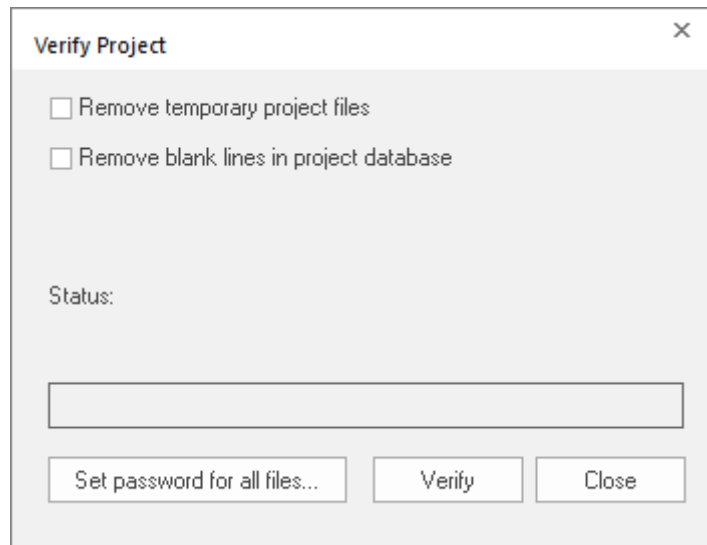 Verify Project
Remove temporary project files
Remove blank lines in project database
Status:
Set password for all files... Verify Close